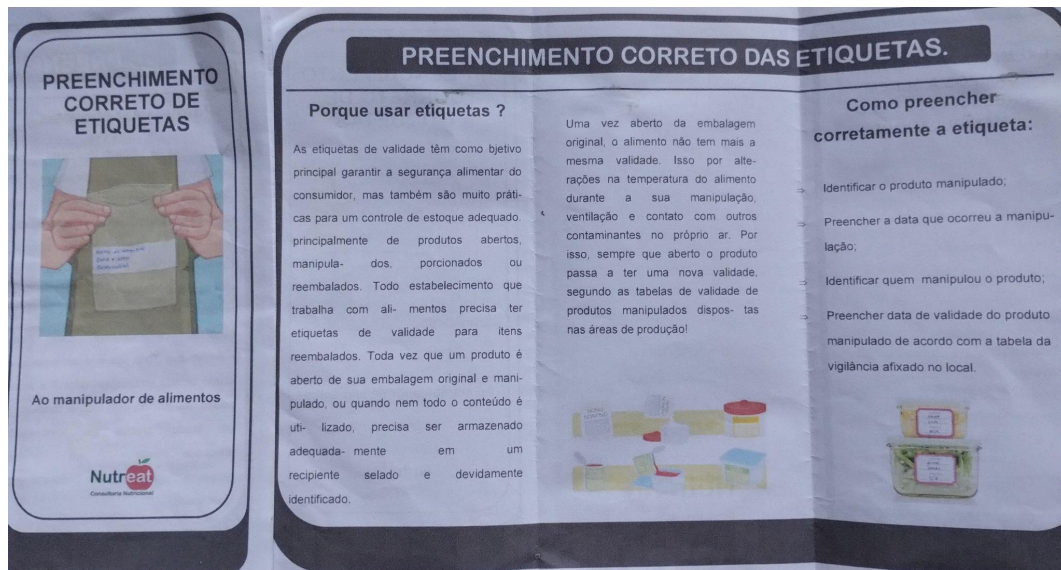 PREENCHIMENTO
CORRETO DE
ETIQUETAS
Ao manipulador de alimentos
Nutreat
Consultoria Nutricional
PREENCHIMENTO CORRETO DAS ETIQUETAS.
Porque usar etiquetas ?
As etiquetas de validade têm como bjetivo
principal garantir a segurança alimentar do
consumidor, mas também são muito práti-
cas para um controle de estoque adequado.
principalmente de produtos abertos,
manipula- dos, porcionados ou
reembalados. Todo estabelecimento que
trabalha com ali- mentos precisa ter
etiquetas de validade para itens
reembalados. Toda vez que um produto é
aberto de sua embalagem original e mani-
pulado, ou quando nem todo o conteúdo é
uti- lizado, precisa ser armazenado
adequada- mente em um
recipiente selado e devidamente
identificado.
Uma vez aberto da embalagem
original, o alimento não tem mais a
mesma validade. Isso por alte-
rações na temperatura do alimento
durante a sua manipulação,
ventilação e contato com outros
contaminantes no próprio ar. Por
isso, sempre que aberto o produto
passa a ter uma nova validade,
segundo as tabelas de validade de
produtos manipulados dispos- tas
nas áreas de produção!
Como preencher
corretamente a etiqueta:
Identificar o produto manipulado;
Preencher a data que ocorreu a manipu-
lação;
Identificar quem manipulou o produto;
Preencher data de validade do produto
manipulado de acordo com a tabela da
vigilância afixado no local.